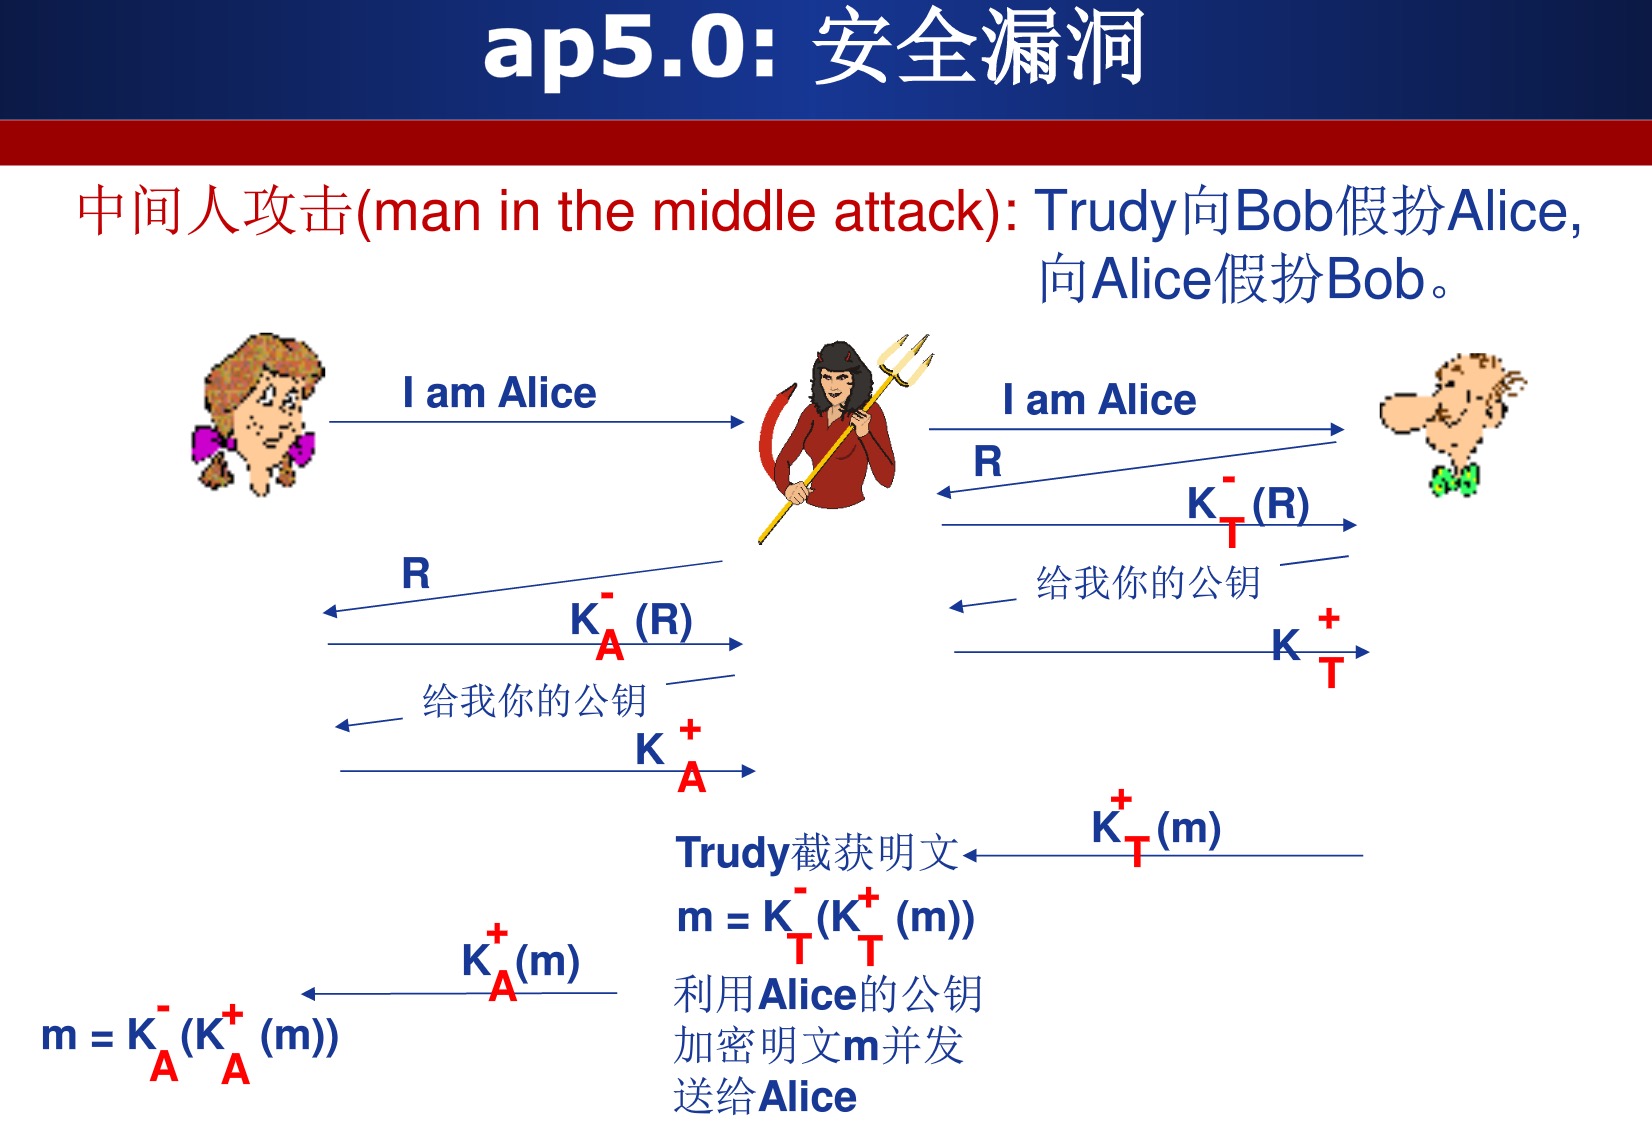 ap5.0: 安全漏洞
中间人攻击(man in the middle attack): Trudy向Bob假扮Alice,
向Alice假扮Bob。
I am Alice
I am Alice
R
K_T^-(R)
给我你的公钥
K_T^+
R
K_A^-(R)
给我你的公钥
K_A^+
K_T^+(m)
Trudy截获明文
m = K_T^-(K_T^+(m))
利用Alice的公钥
加密明文m并发
送给Alice
K_A^+(m)
m = K_A^-(K_A^+(m))